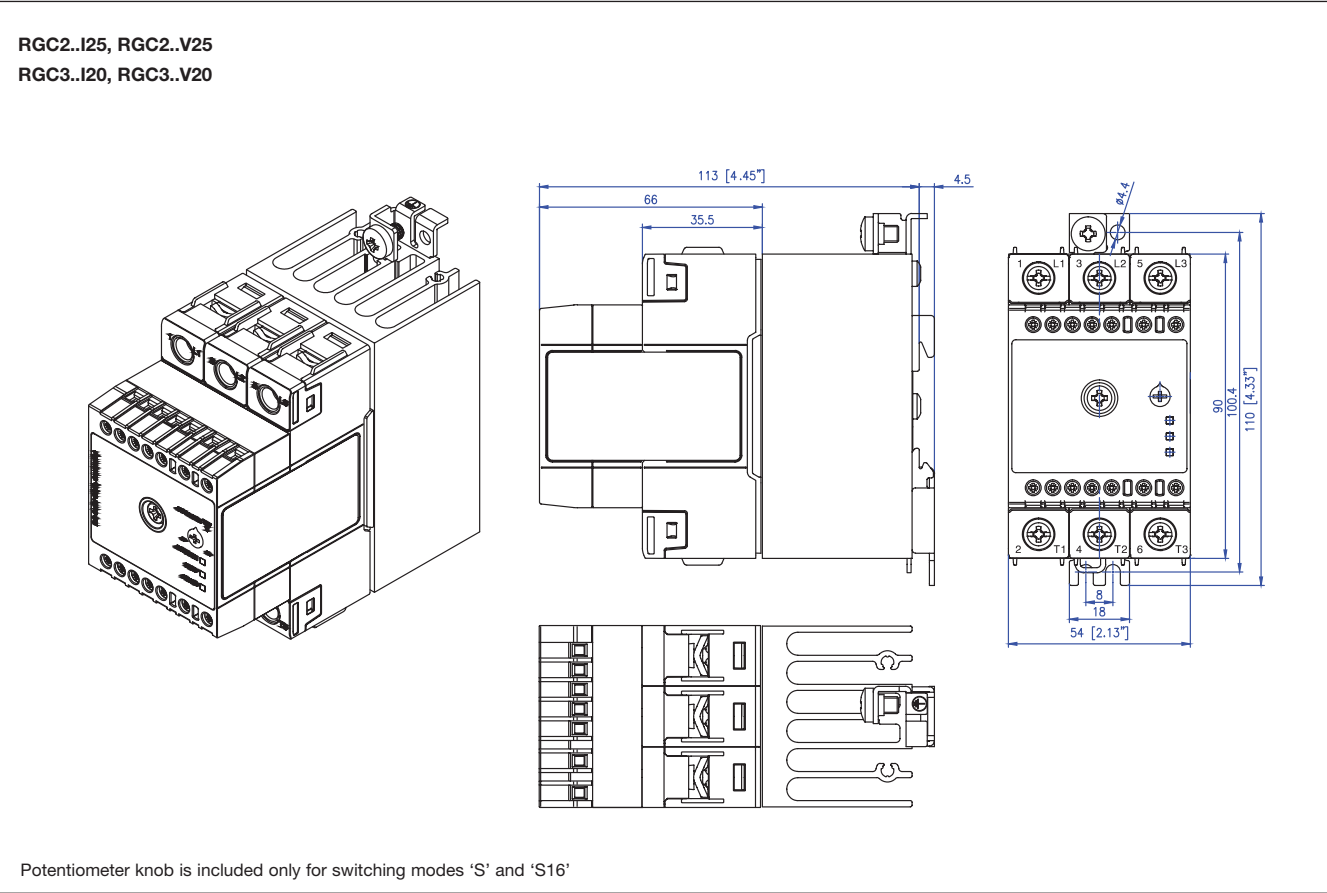 RGC2..I25, RGC2..V25
RGC3..I20, RGC3..V20
113 [4.45"]
4.5
66
35.5
ø4.4
1 L1 3 L2 5 L3
90
100.4
110 [4.33"]
2 T1 4 T2 6 T3
8
18
54 [2.13"]
Potentiometer knob is included only for switching modes ‘S’ and ‘S16’